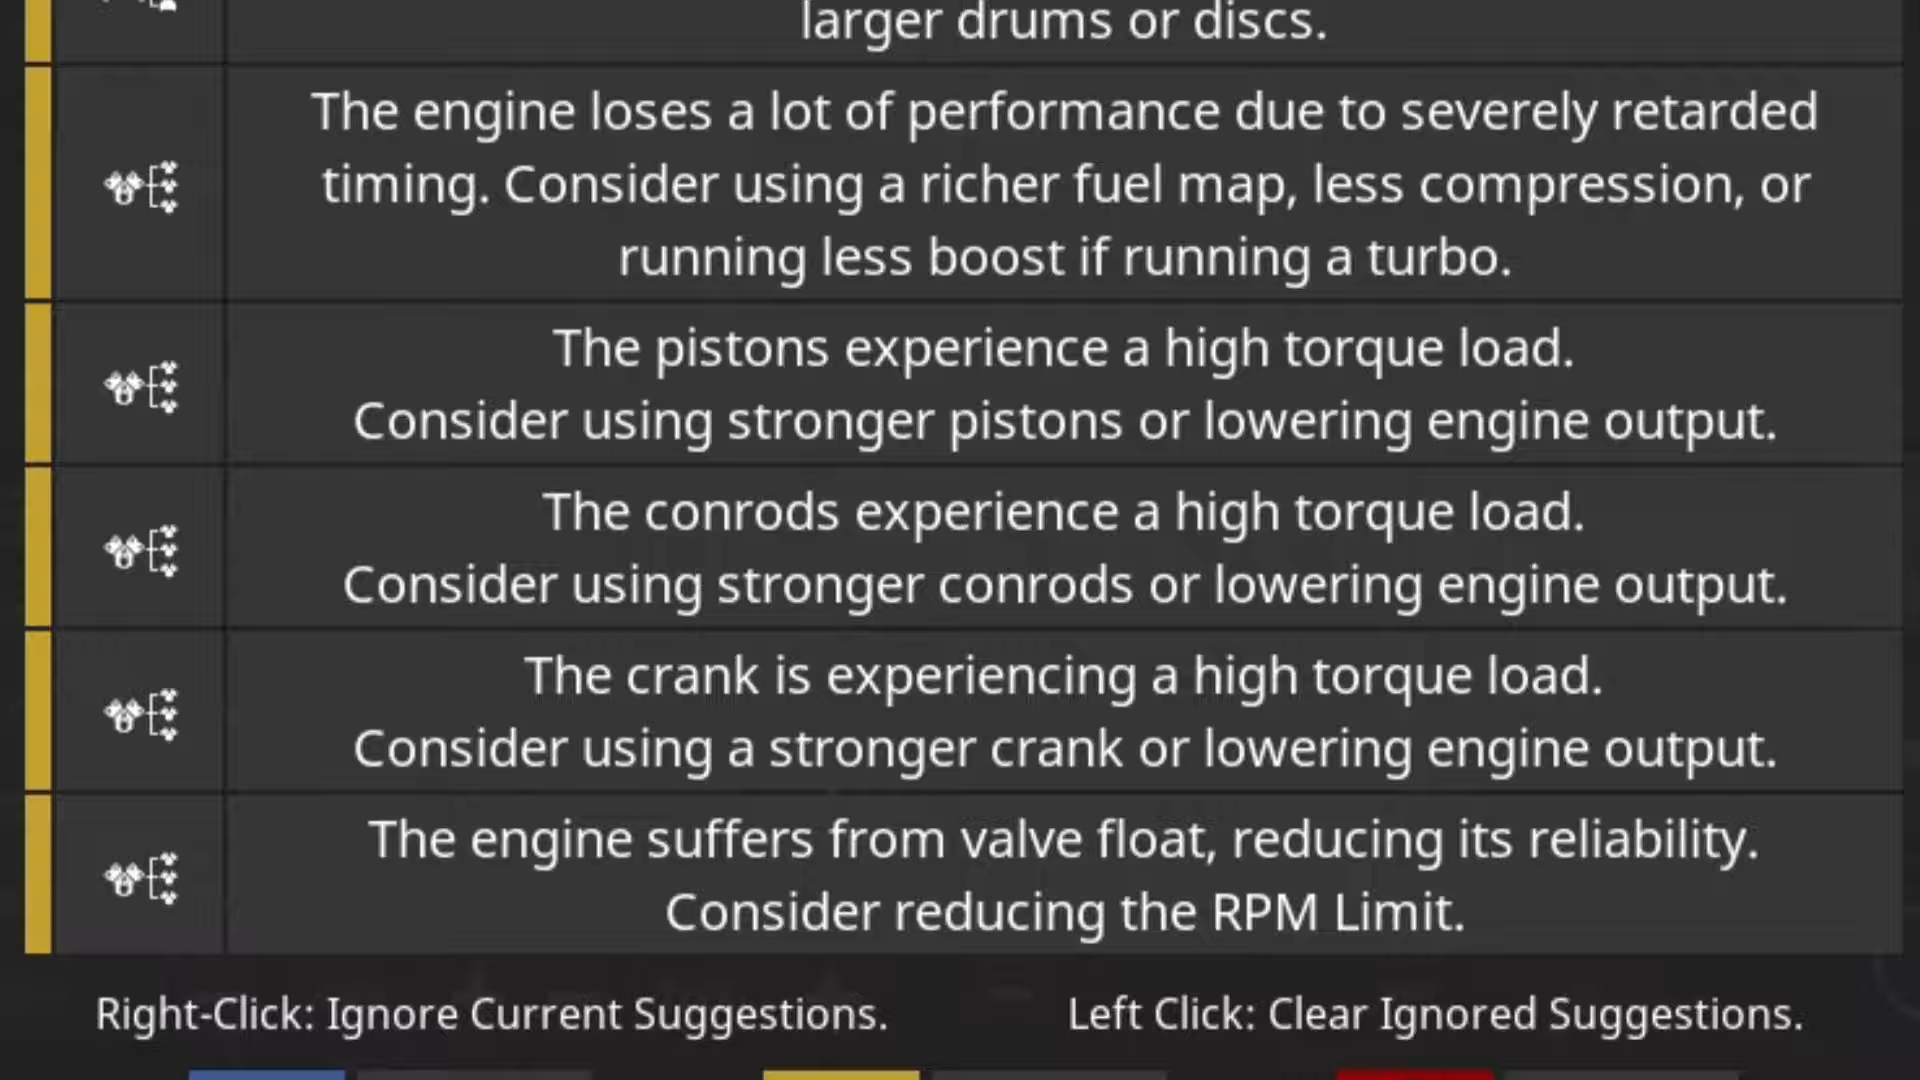 larger drums or discs.
The engine loses a lot of performance due to severely retarded
timing. Consider using a richer fuel map, less compression, or
running less boost if running a turbo.
The pistons experience a high torque load.
Consider using stronger pistons or lowering engine output.
The conrods experience a high torque load.
Consider using stronger conrods or lowering engine output.
The crank is experiencing a high torque load.
Consider using a stronger crank or lowering engine output.
The engine suffers from valve float, reducing its reliability.
Consider reducing the RPM Limit.
Right-Click: Ignore Current Suggestions.
Left Click: Clear Ignored Suggestions.